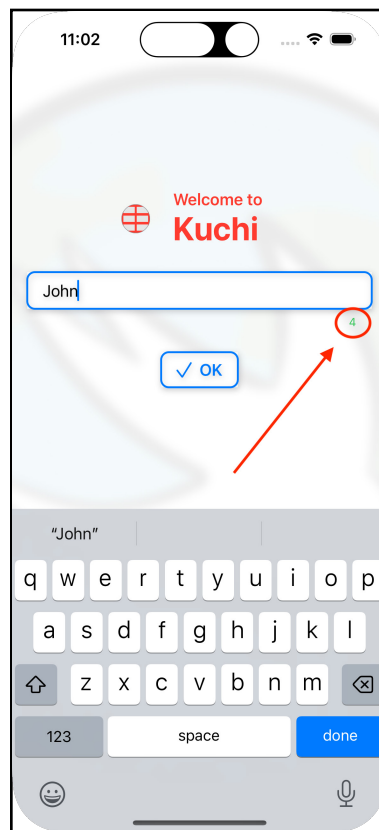 11:02
Welcome to
Kuchi
John
4
OK
“John”
q w e r t y u i o p
a s d f g h j k l
z x c v b n m
123 space done